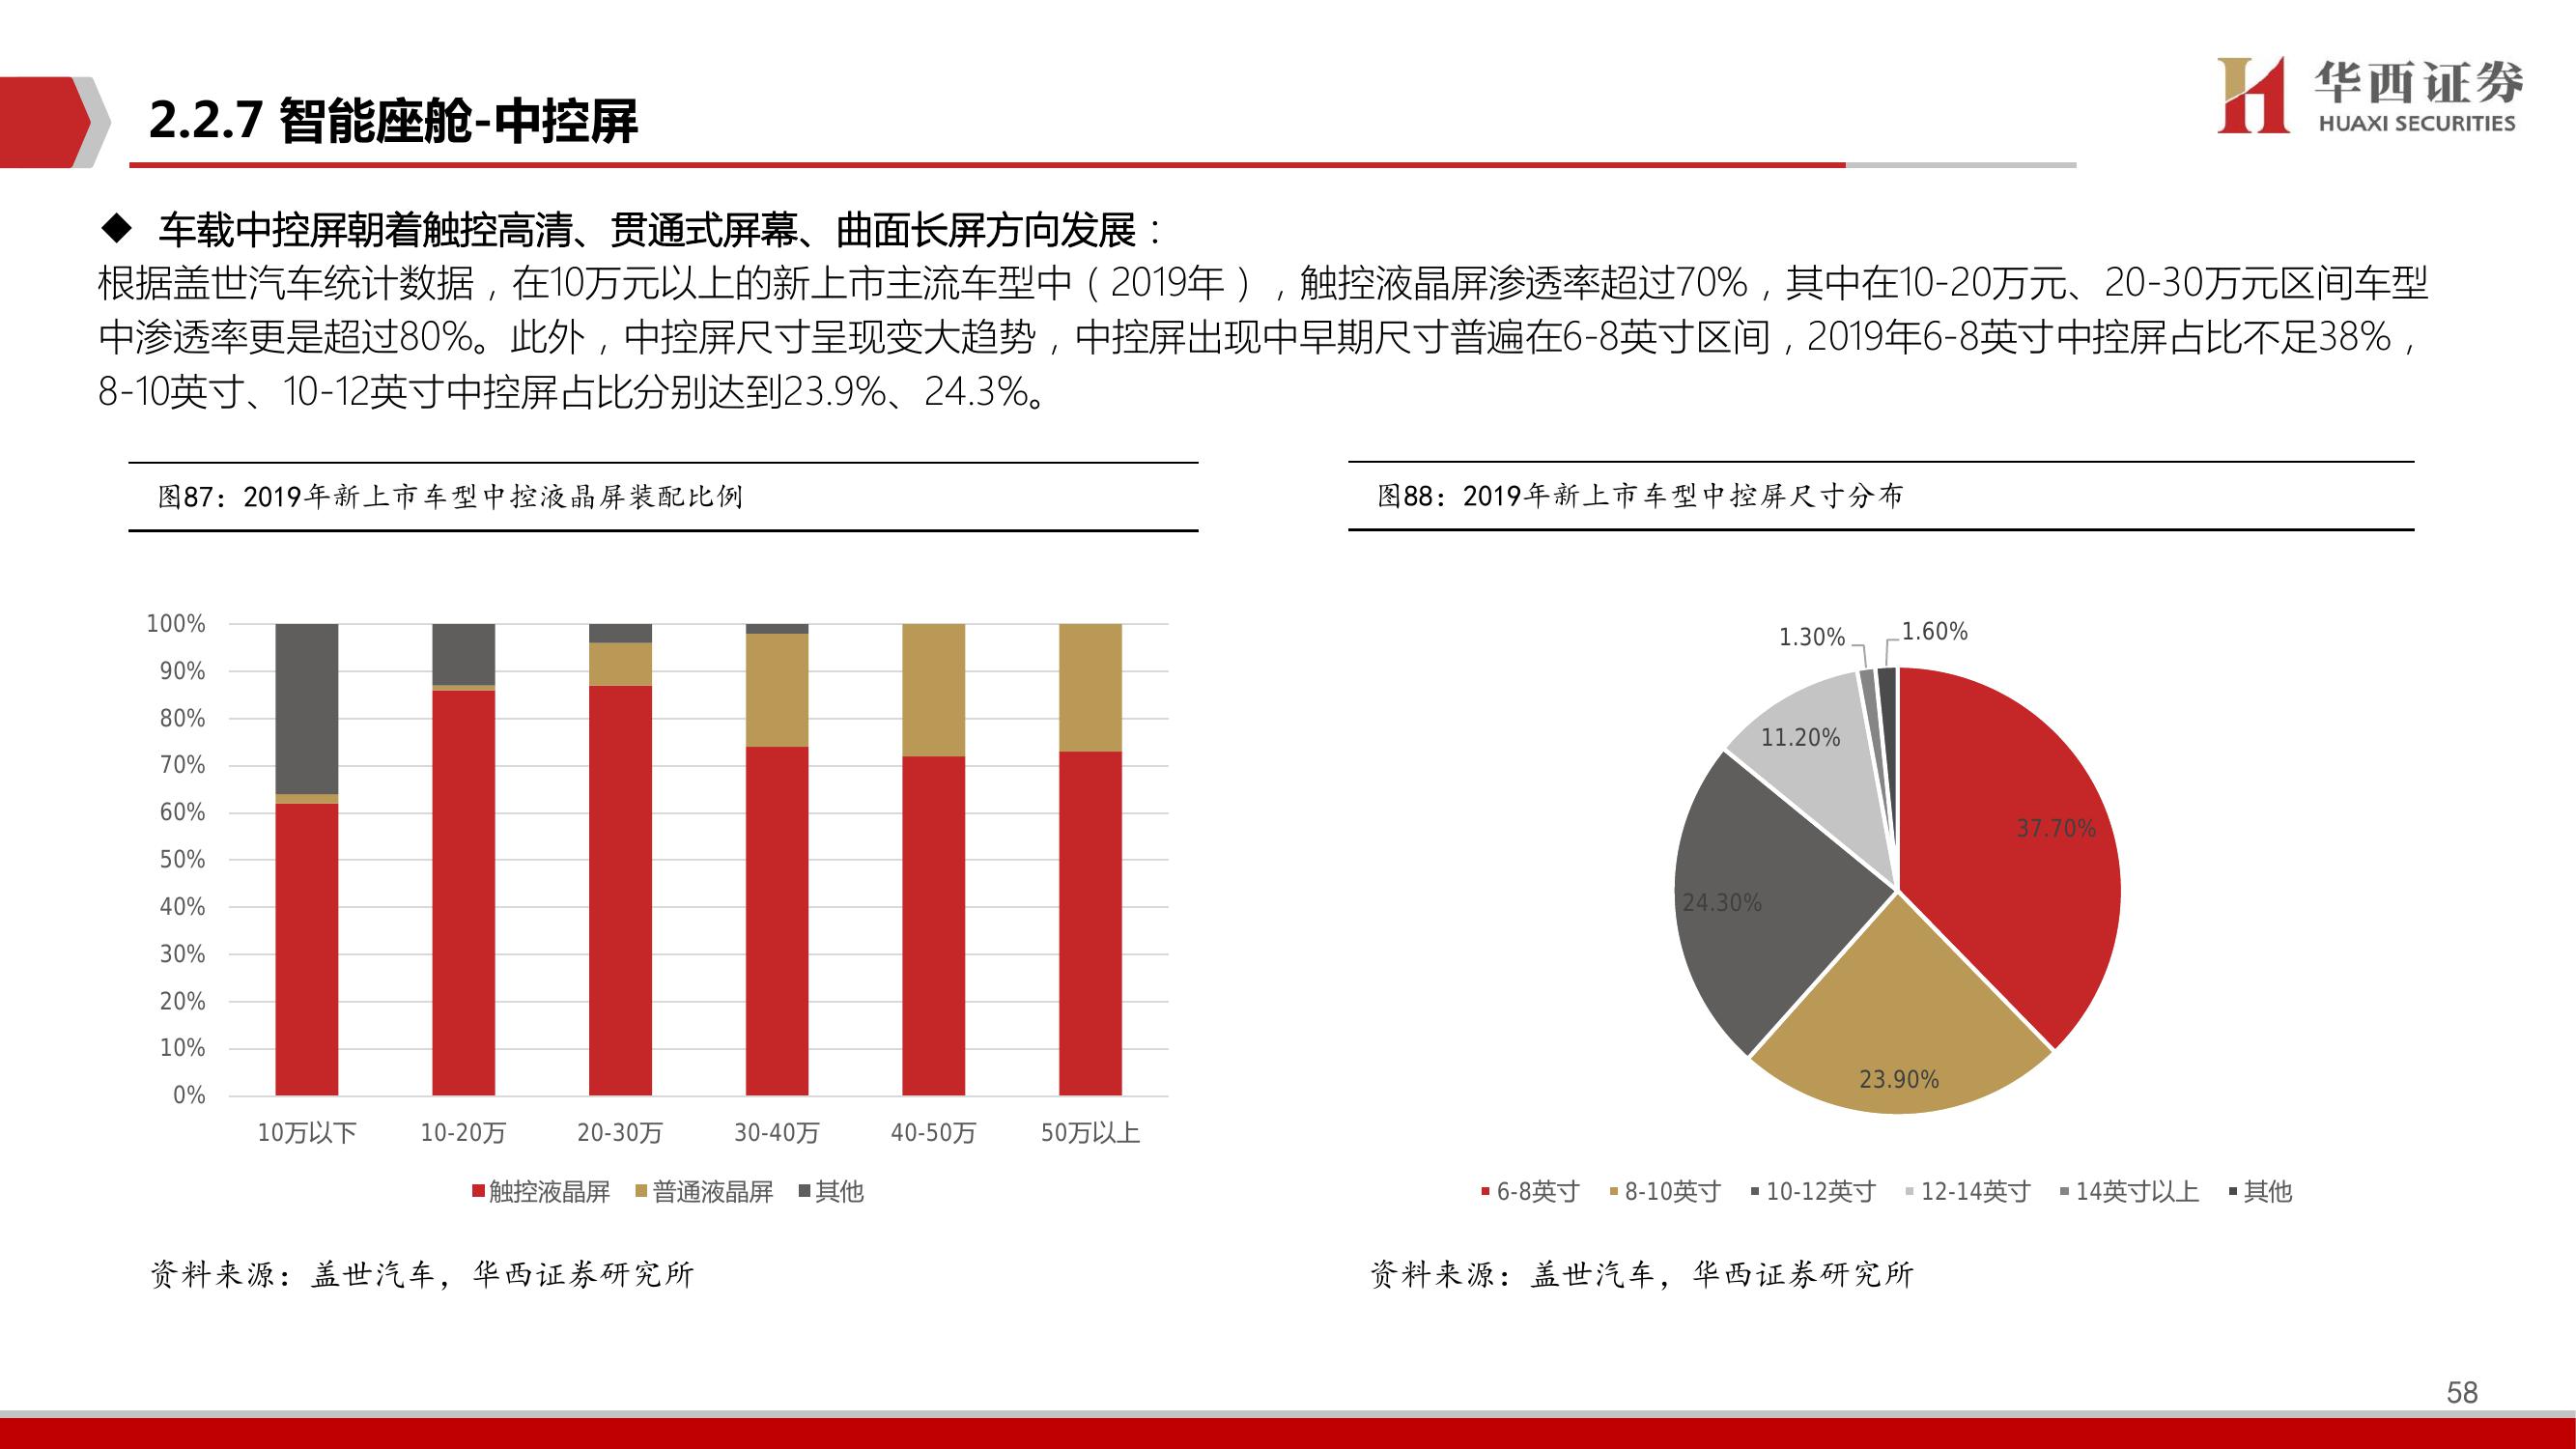 2.2.7 智能座舱-中控屏
华西证券
HUAXI SECURITIES
◆ 车载中控屏朝着触控高清、贯通式屏幕、曲面长屏方向发展：
根据盖世汽车统计数据，在10万元以上的新上市主流车型中（2019年），触控液晶屏渗透率超过70%，其中在10-20万元、20-30万元区间车型
中渗透率更是超过80%。此外，中控屏尺寸呈现变大趋势，中控屏出现中早期尺寸普遍在6-8英寸区间，2019年6-8英寸中控屏占比不足38%，
8-10英寸、10-12英寸中控屏占比分别达到23.9%、24.3%。
图87：2019年新上市车型中控液晶屏装配比例
100%
90%
80%
70%
60%
50%
40%
30%
20%
10%
0%
10万以下 10-20万 20-30万 30-40万 40-50万 50万以上
触控液晶屏 普通液晶屏 其他
资料来源：盖世汽车，华西证券研究所
图88：2019年新上市车型中控屏尺寸分布
1.30% 1.60%
11.20%
37.70%
24.30%
23.90%
6-8英寸 8-10英寸 10-12英寸 12-14英寸 14英寸以上 其他
资料来源：盖世汽车，华西证券研究所
58